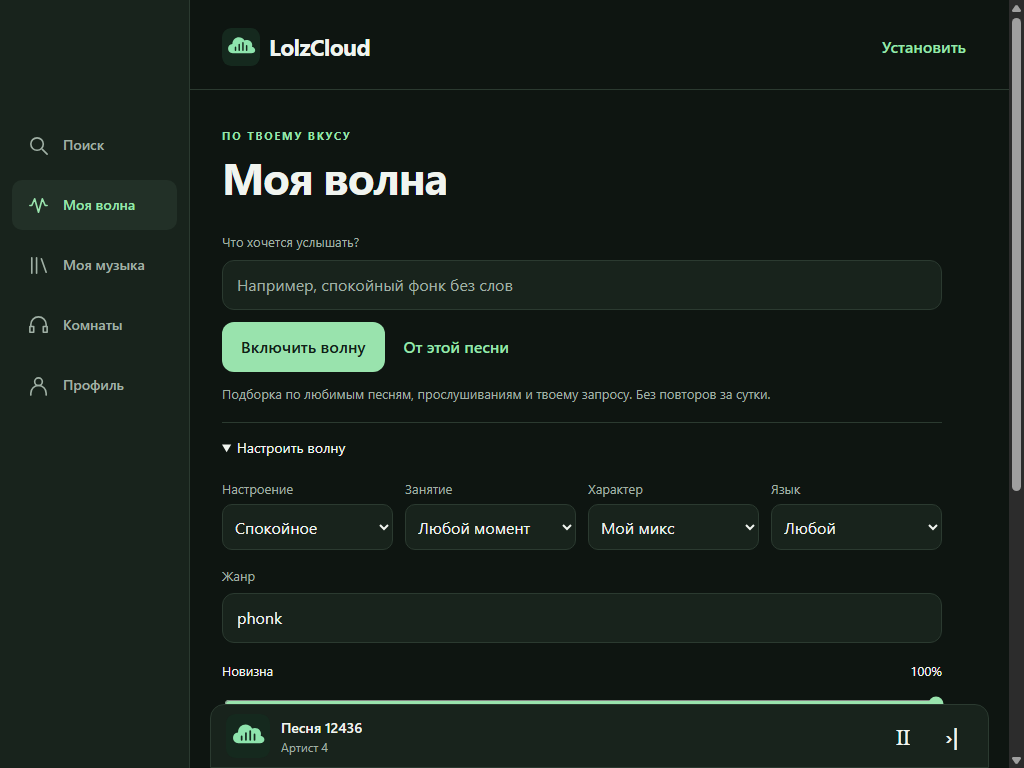 LolzCloud
Установить
Поиск
Моя волна
Моя музыка
Комнаты
Профиль
ПО ТВОЕМУ ВКУСУ
Моя волна
Что хочется услышать?
Например, спокойный фонк без слов
Включить волну
От этой песни
Подборка по любимым песням, прослушиваниям и твоему запросу. Без повторов за сутки.
Настроить волну
Настроение
Занятие
Характер
Язык
Спокойное
Любой момент
Мой микс
Любой
Жанр
phonk
Новизна
100%
Песня 12436
Артист 4